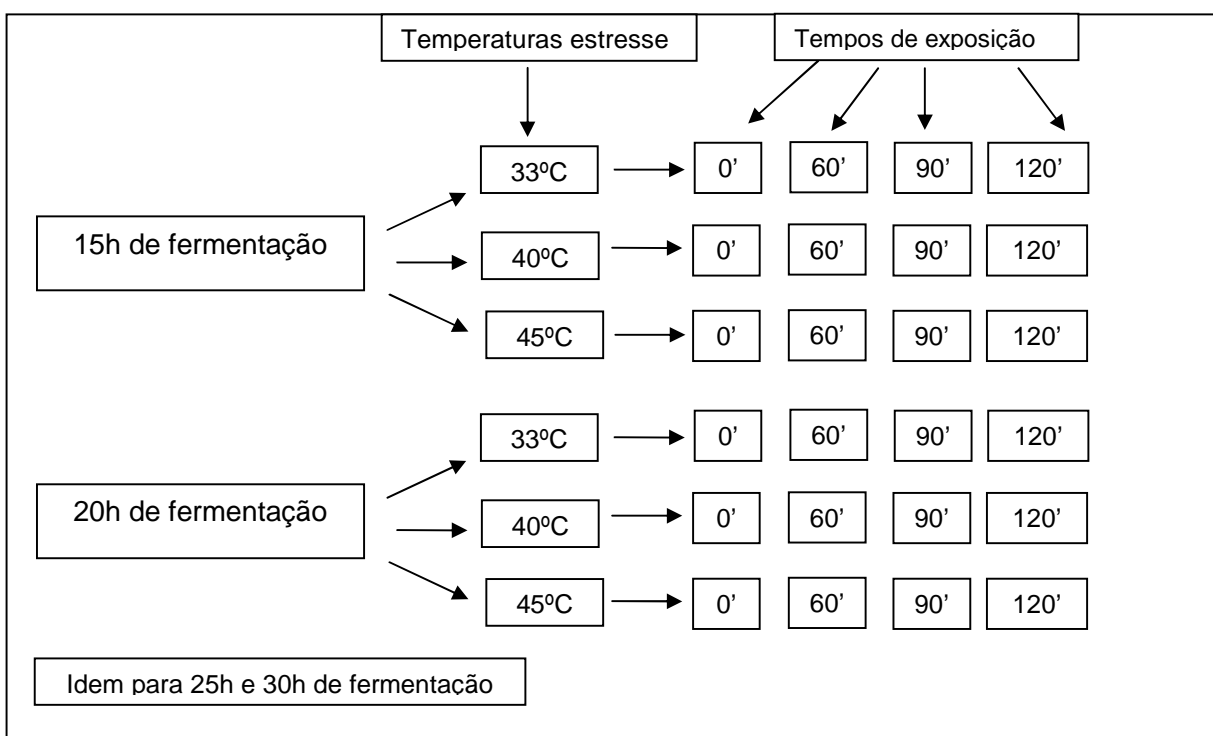 Temperaturas estresse
Tempos de exposição
33ºC 0’ 60’ 90’ 120’
15h de fermentação
40ºC 0’ 60’ 90’ 120’
45ºC 0’ 60’ 90’ 120’
33ºC 0’ 60’ 90’ 120’
20h de fermentação
40ºC 0’ 60’ 90’ 120’
45ºC 0’ 60’ 90’ 120’
Idem para 25h e 30h de fermentação